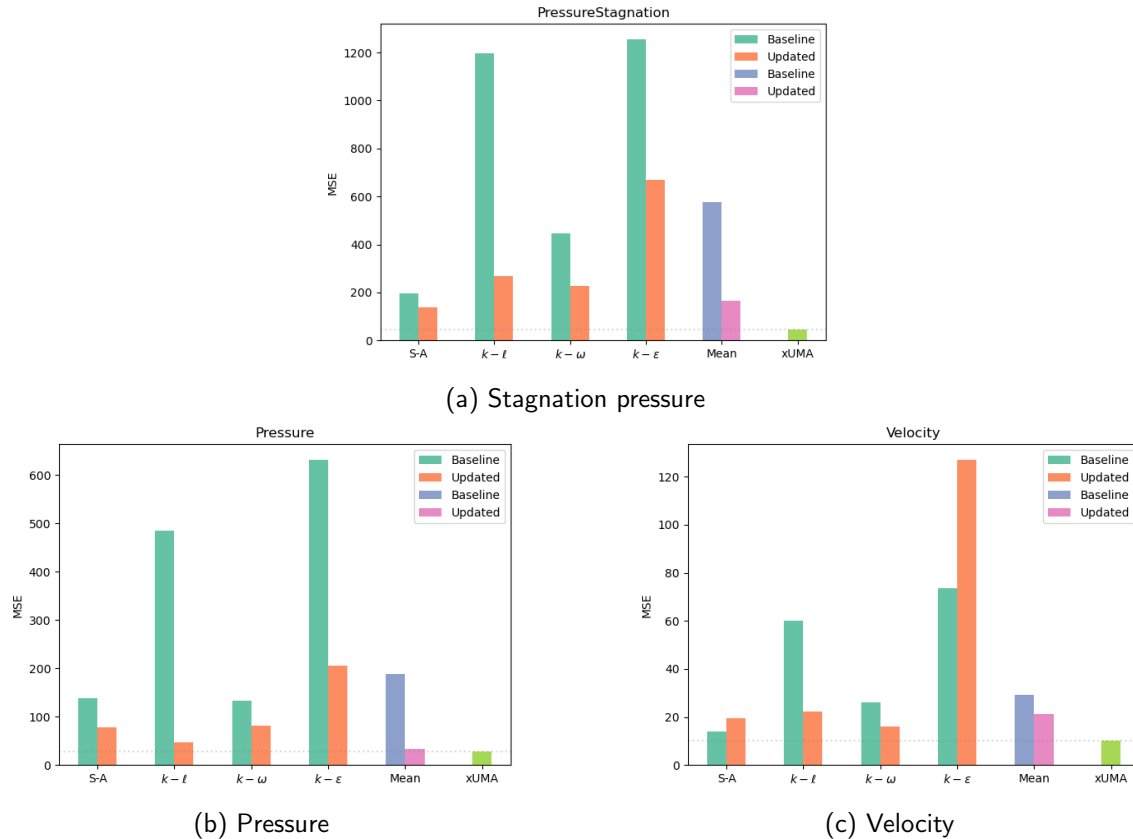 PressureStagnation
1200
1000
800
600
400
200
0
MSE
Baseline
Updated
Baseline
Updated
S-A
k − ℓ
k − ω
k − ε
Mean
xUMA
(a) Stagnation pressure
Pressure
600
500
400
300
200
100
0
MSE
Baseline
Updated
Baseline
Updated
S-A
k − ℓ
k − ω
k − ε
Mean
xUMA
(b) Pressure
Velocity
120
100
80
60
40
20
0
MSE
Baseline
Updated
Baseline
Updated
S-A
k − ℓ
k − ω
k − ε
Mean
xUMA
(c) Velocity